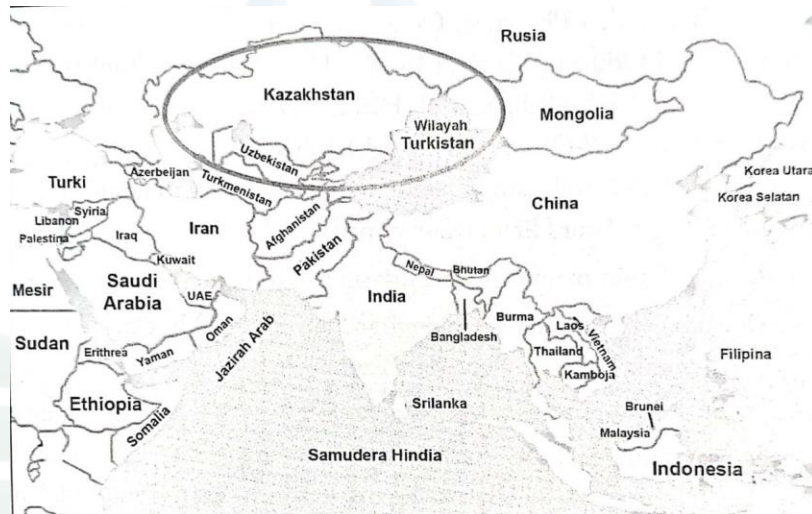 Rusia
Kazakhstan
Mongolia
Wilayah
Turkistan
Uzbekistan
Azerbeijan
Turkmenistan
Korea Utara
Korea Selatan
Turki
Syiria
Libanon
Palestina
Iraq
Iran
Afghanistan
China
Kuwait
Pakistan
Nepal
Bhutan
Mesir
Saudi
Arabia
UAE
India
Burma
Laos
Vietnam
Sudan
Oman
Jazirah Arab
Bangladesh
Thailand
Filipina
Erithrea
Yaman
Kamboja
Ethiopia
Somalia
Srilanka
Brunei
Malaysia
Samudera Hindia
Indonesia